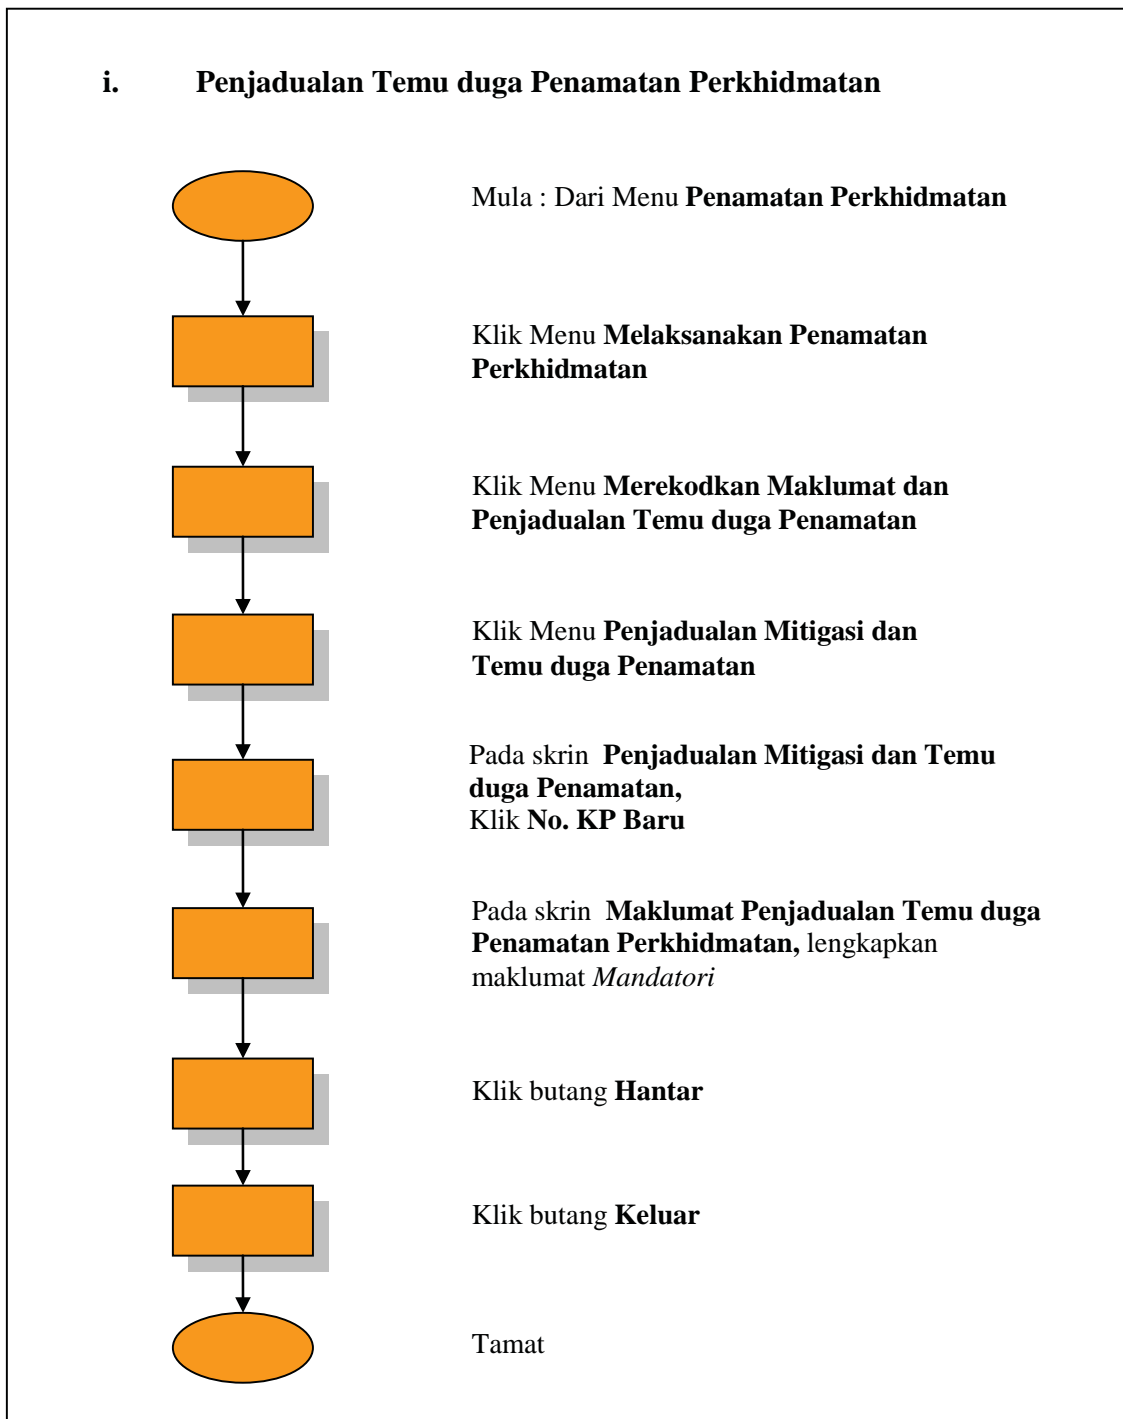 i. Penjadualan Temu duga Penamatan Perkhidmatan
Mula : Dari Menu Penamatan Perkhidmatan
Klik Menu Melaksanakan Penamatan
Perkhidmatan
Klik Menu Merekodkan Maklumat dan
Penjadualan Temu duga Penamatan
Klik Menu Penjadualan Mitigasi dan
Temu duga Penamatan
Pada skrin Penjadualan Mitigasi dan Temu
duga Penamatan,
Klik No. KP Baru
Pada skrin Maklumat Penjadualan Temu duga
Penamatan Perkhidmatan, lengkapkan
maklumat Mandatori
Klik butang Hantar
Klik butang Keluar
Tamat